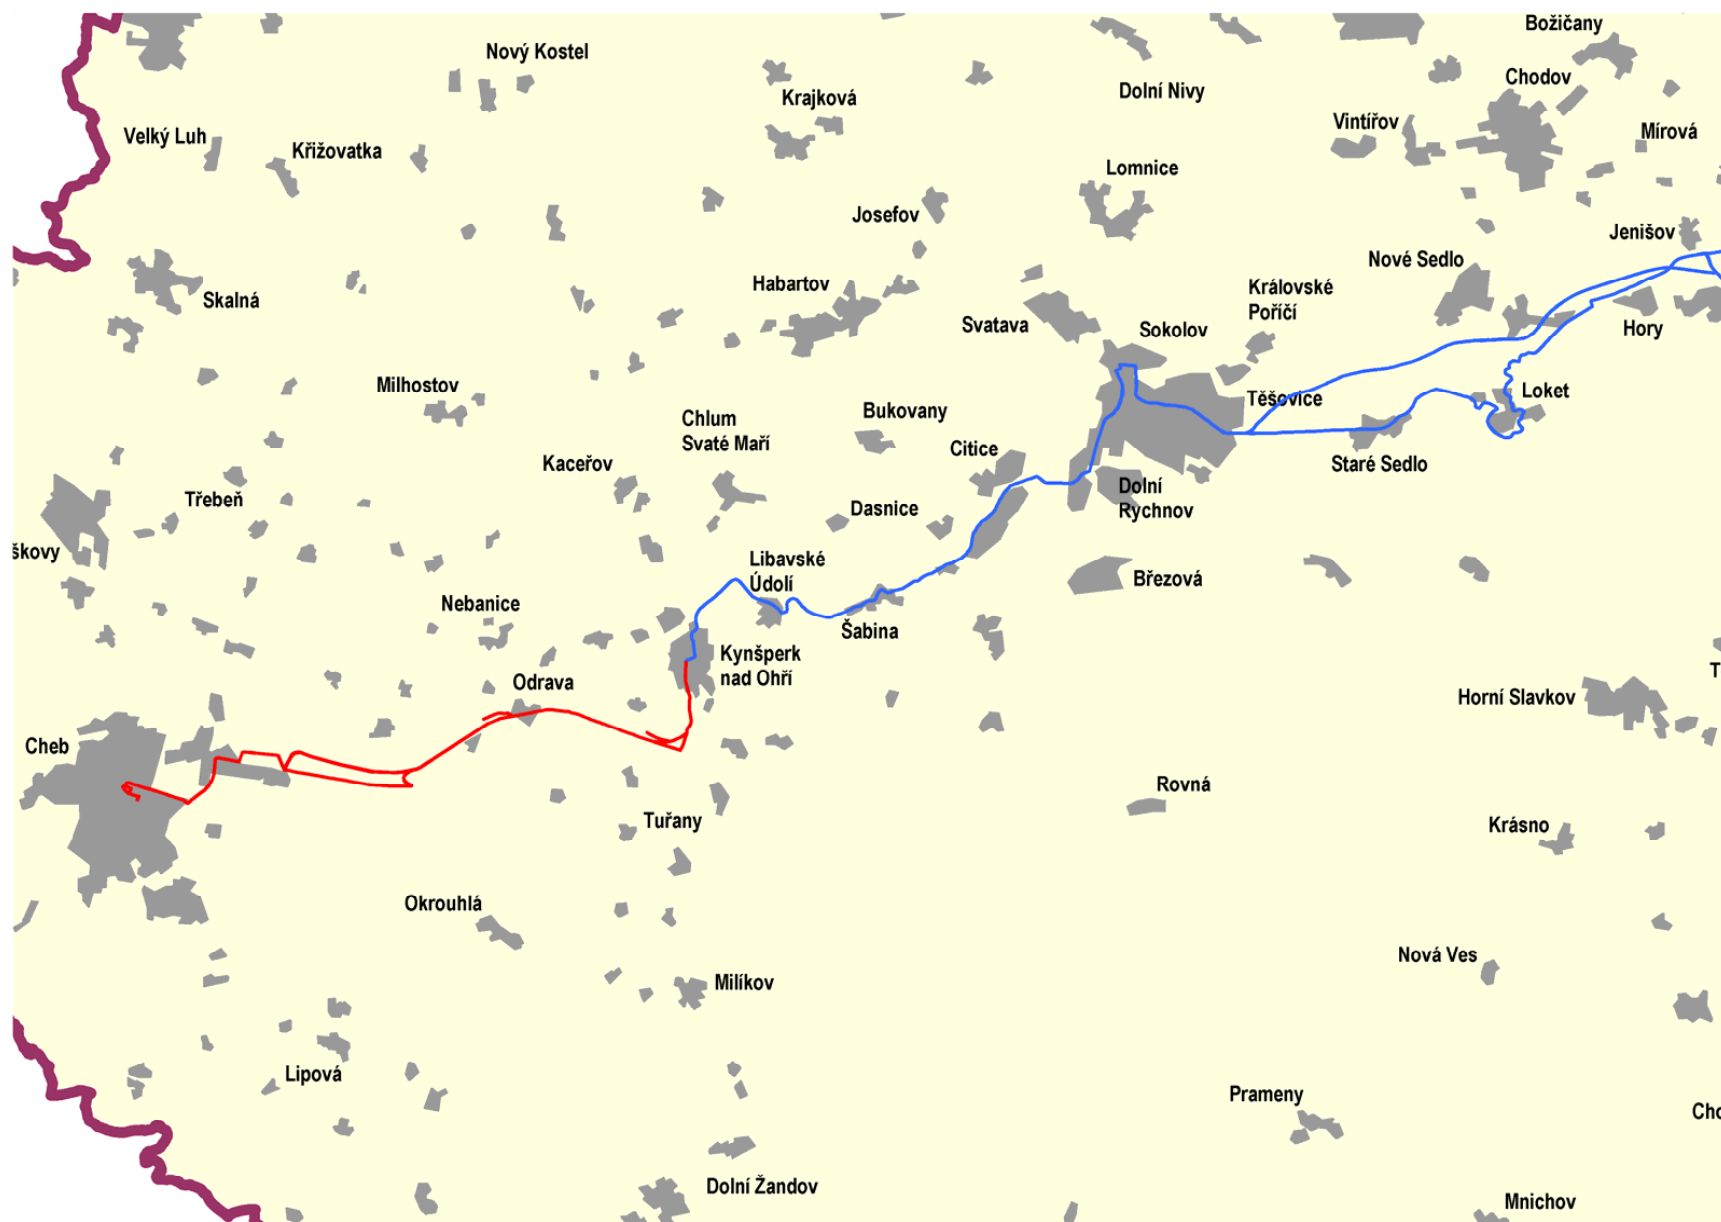 Božičany
Nový Kostel
Chodov
Dolní Nivy
Krajková
Vintířov
Mírová
Velký Luh
Křižovatka
Lomnice
Josefov
Jenišov
Nové Sedlo
Habartov
Královské
Poříčí
Skalná
Svatava
Sokolov
Hory
Milhostov
Těšovice
Loket
Bukovany
Chlum
Svaté Maří
Citice
Kaceřov
Staré Sedlo
Dolní
Rychnov
Třebeň
Dasnice
škovy
Libavské
Údolí
Březová
Nebanice
Šabina
Kynšperk
nad Ohří
T
Odrava
Horní Slavkov
Cheb
Rovná
Tuřany
Krásno
Okrouhlá
Nová Ves
Milíkov
Lipová
Prameny
Cho
Dolní Žandov
Mnichov